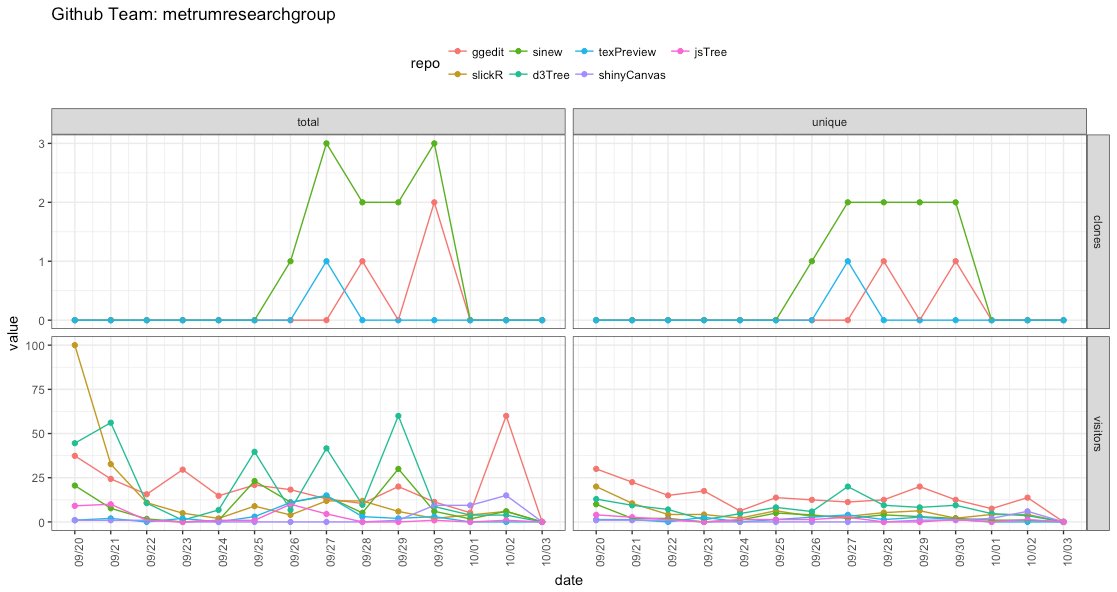 Github Team: metrumresearchgroup
repo
ggedit sinew texPreview jsTree
slickR d3Tree shinyCanvas
total unique
3
2
1
0
clones
100
75
50
25
0
visitors
value
09/20 09/21 09/22 09/23 09/24 09/25 09/26 09/27 09/28 09/29 09/30 10/01 10/02 10/03 09/20 09/21 09/22 09/23 09/24 09/25 09/26 09/27 09/28 09/29 09/30 10/01 10/02 10/03
date